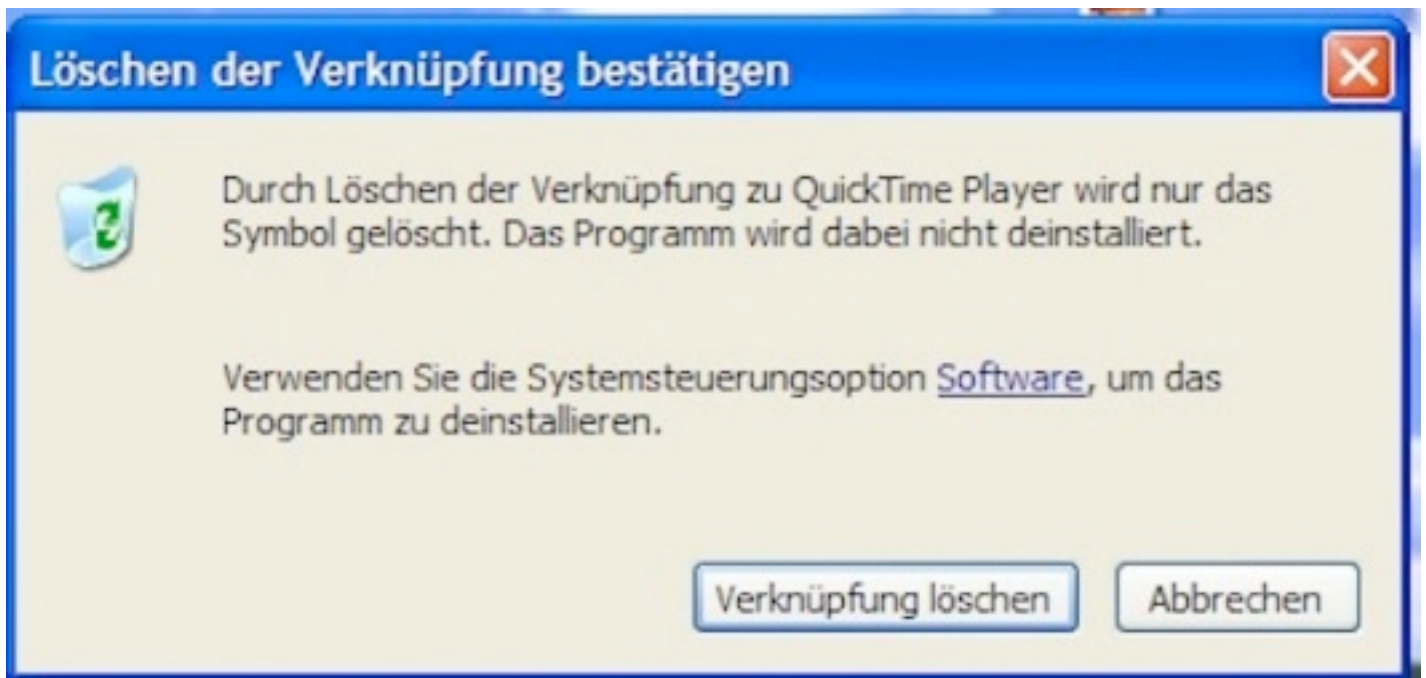 Löschen der Verknüpfung bestätigen
Durch Löschen der Verknüpfung zu QuickTime Player wird nur das
Symbol gelöscht. Das Programm wird dabei nicht deinstalliert.
Verwenden Sie die Systemsteuerungsoption Software, um das
Programm zu deinstallieren.
Verknüpfung löschen
Abbrechen